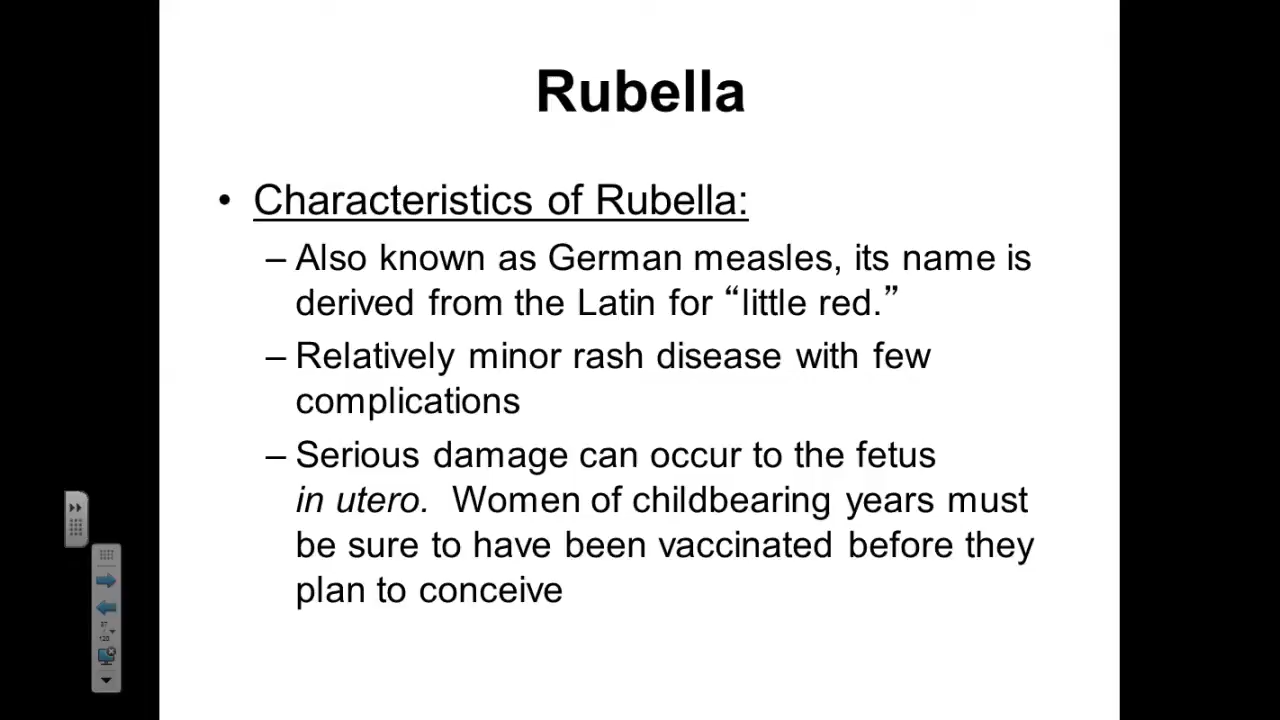 Rubella
• Characteristics of Rubella:
– Also known as German measles, its name is
derived from the Latin for “little red.”
– Relatively minor rash disease with few
complications
– Serious damage can occur to the fetus
in utero. Women of childbearing years must
be sure to have been vaccinated before they
plan to conceive